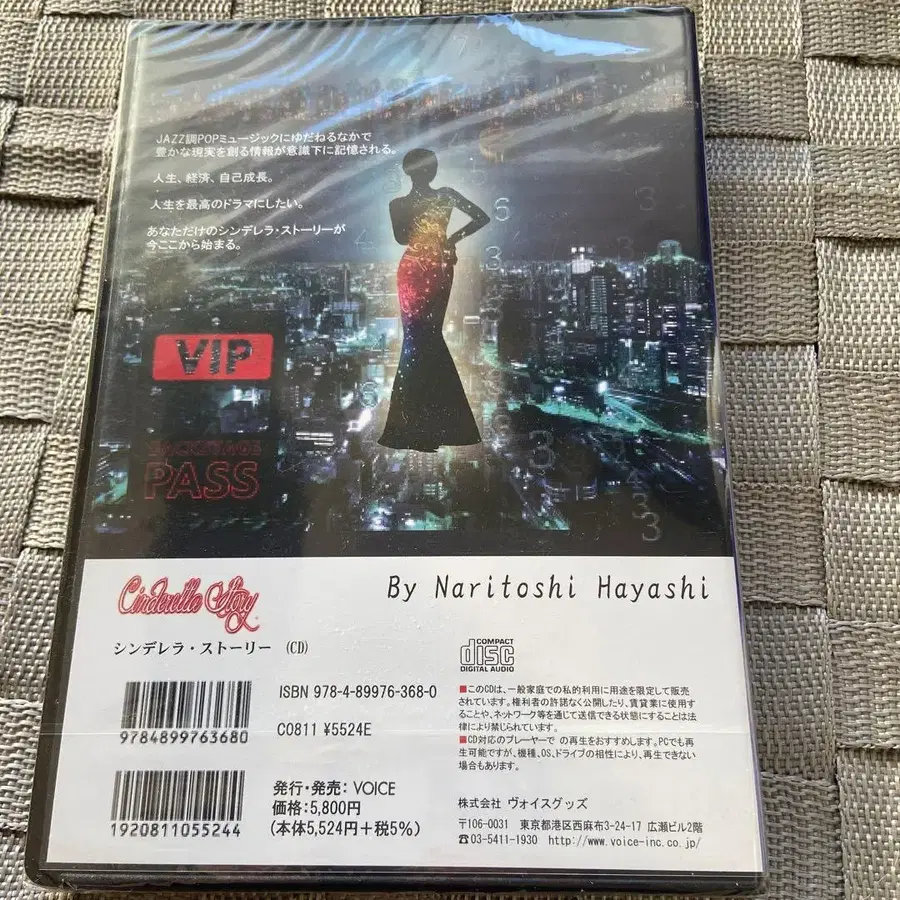 JAZZ調POPミュージックにゆだねるなかで
豊かな現実を創る情報が意識下に記憶される。
人生、経済、自己成長。
人生を最高のドラマにしたい。
あなただけのシンデレラ・ストーリーが
今ここから始まる。
VIP
BACKSTAGE
PASS
Cinderella Story
By Naritoshi Hayashi
シンデレラ・ストーリー (CD)
COMPACT
disc
DIGITAL AUDIO
ISBN 978-4-89976-368-0
C0811 ¥5524E
9784899763680
1920811055244
発行・発売: VOICE
価格:5,800円
(本体5,524円+税5%)
■このCDは、一般家庭での私的利用に用途を限定して販売
されています。権利者の許諾なく公開したり、賃貸業に使用す
ることや、ネットワーク等を通じて送信できる状態にすることは法
律により禁じられています。
■CD対応のプレーヤーで の再生をおすすめします。PCでも再
生可能ですが、機種、OS、ドライブの相性により、再生できない
場合もあります。
株式会社 ヴォイスグッズ
〒106-0031 東京都港区西麻布3-24-17 広瀬ビル2階
☎03-5411-1930 http://www.voice-inc.co.jp/